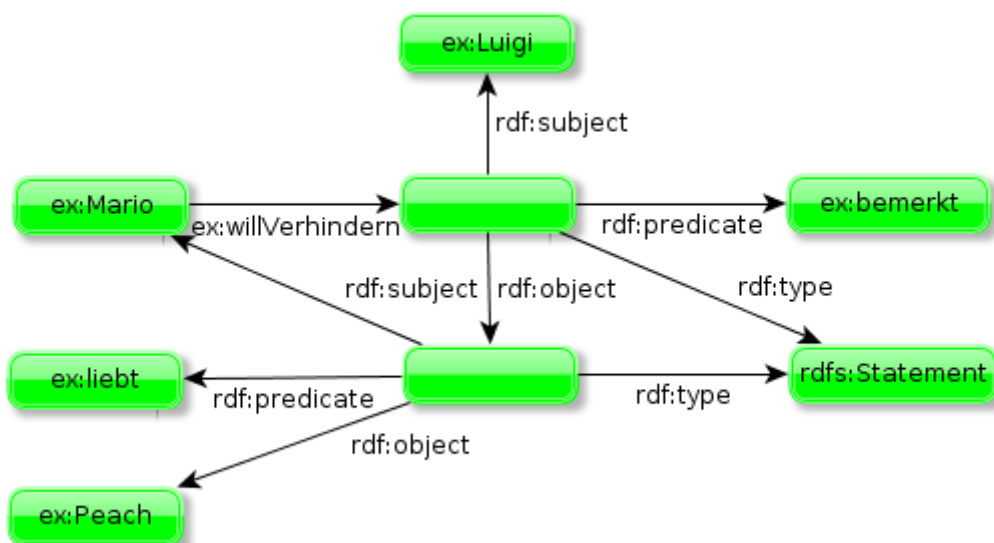 ex:Luigi
rdf:subject
ex:Mario
ex:willVerhindern
rdf:predicate
ex:bemerkt
rdf:subject
rdf:object
rdf:type
ex:liebt
rdf:predicate
rdf:type
rdfs:Statement
rdf:object
ex:Peach